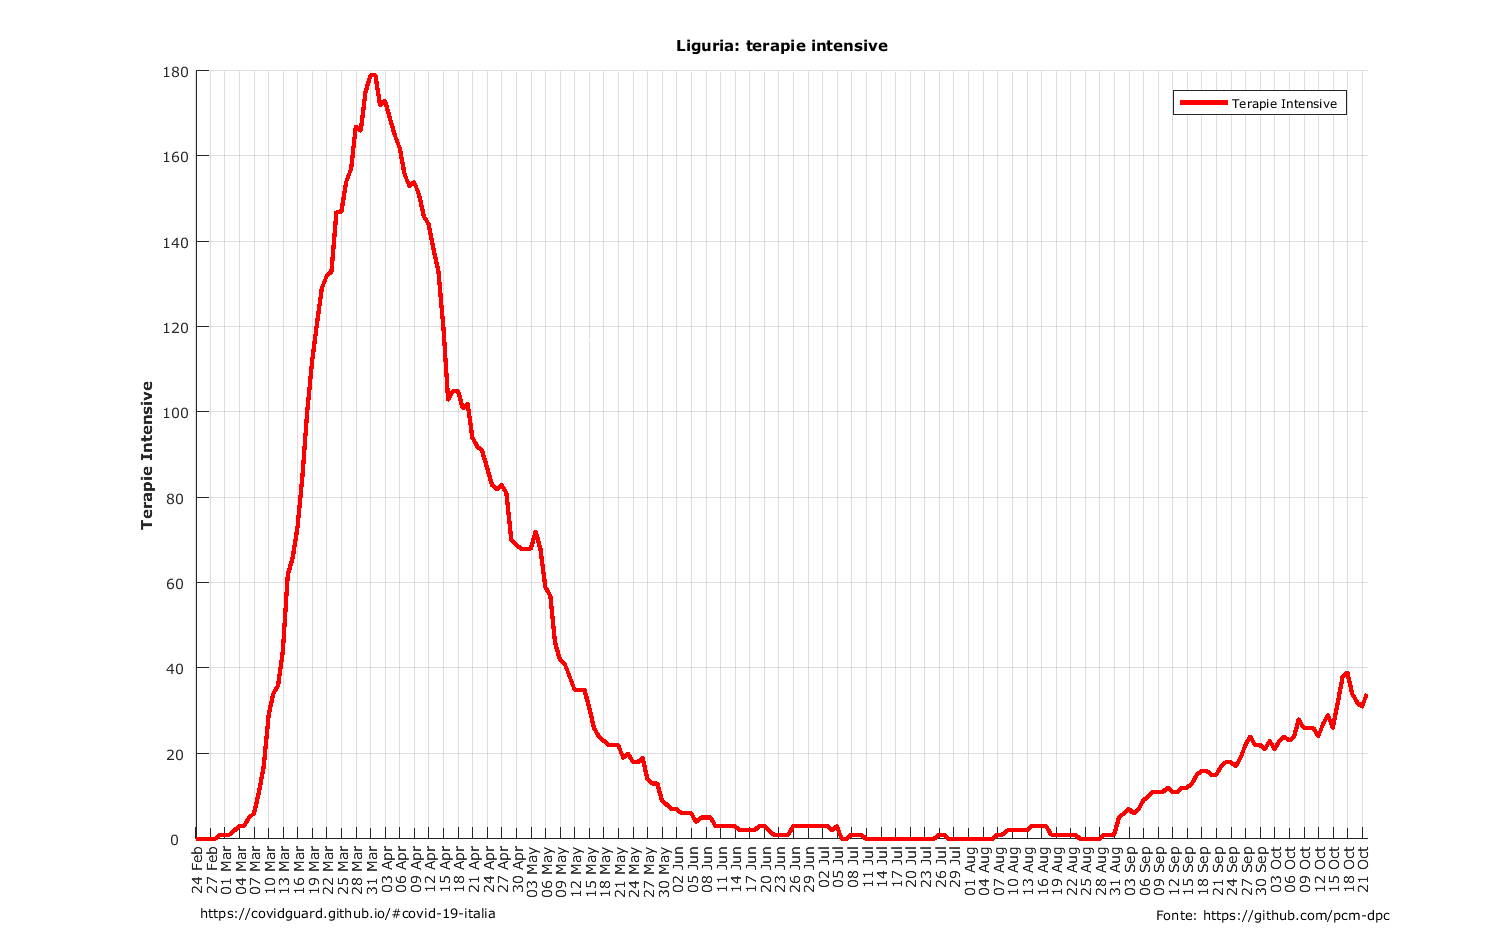 Liguria: terapie intensive
Terapie Intensive
Terapie Intensive
180
160
140
120
100
80
60
40
20
0
24 Feb
27 Feb
01 Mar
04 Mar
07 Mar
10 Mar
13 Mar
16 Mar
19 Mar
22 Mar
25 Mar
28 Mar
31 Mar
03 Apr
06 Apr
09 Apr
12 Apr
15 Apr
18 Apr
21 Apr
24 Apr
27 Apr
30 Apr
03 May
06 May
09 May
12 May
15 May
18 May
21 May
24 May
27 May
30 May
02 Jun
05 Jun
08 Jun
11 Jun
14 Jun
17 Jun
20 Jun
23 Jun
26 Jun
29 Jun
02 Jul
05 Jul
08 Jul
11 Jul
14 Jul
17 Jul
20 Jul
23 Jul
26 Jul
29 Jul
01 Aug
04 Aug
07 Aug
10 Aug
13 Aug
16 Aug
19 Aug
22 Aug
25 Aug
28 Aug
31 Aug
03 Sep
06 Sep
09 Sep
12 Sep
15 Sep
18 Sep
21 Sep
24 Sep
27 Sep
30 Sep
03 Oct
06 Oct
09 Oct
12 Oct
15 Oct
18 Oct
21 Oct
https://covidguard.github.io/#covid-19-italia
Fonte: https://github.com/pcm-dpc